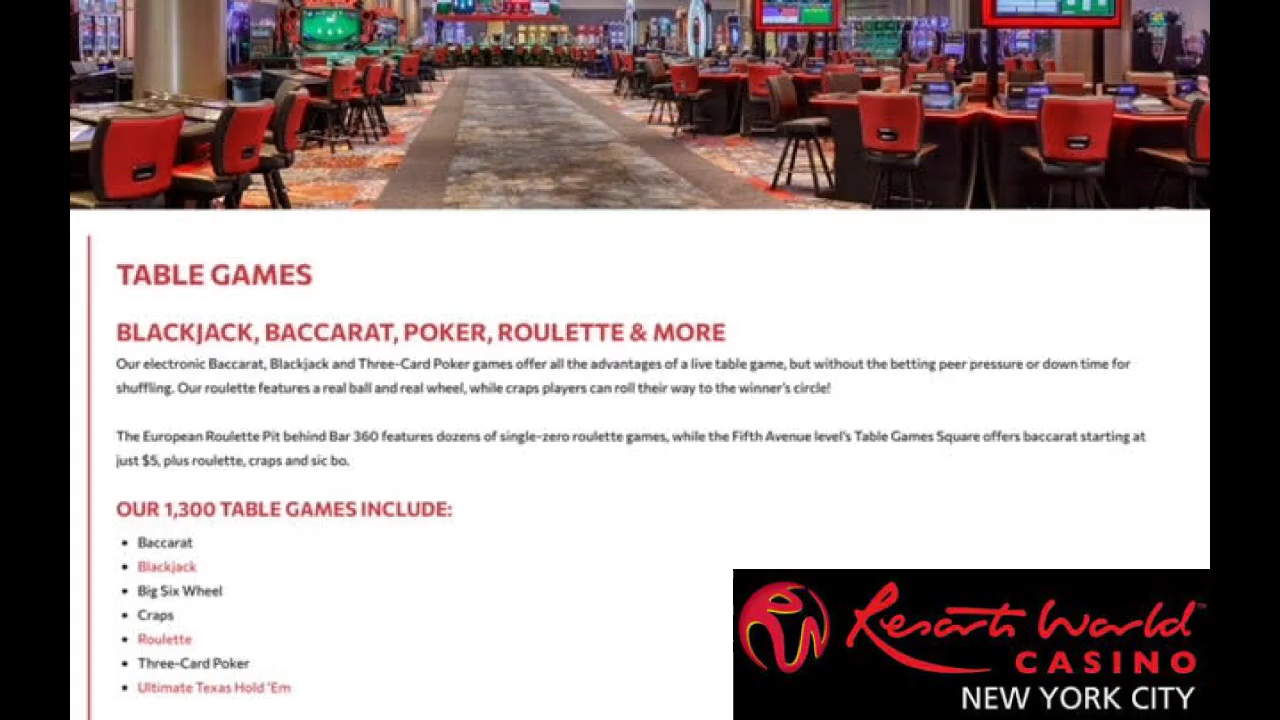 TABLE GAMES
BLACKJACK, BACCARAT, POKER, ROULETTE & MORE
Our electronic Baccarat, Blackjack and Three-Card Poker games offer all the advantages of a live table game, but without the betting peer pressure or down time for
shuffling. Our roulette features a real ball and real wheel, while craps players can roll their way to the winner's circle!
The European Roulette Pit behind Bar 360 features dozens of single-zero roulette games, while the Fifth Avenue level's Table Games Square offers baccarat starting at
just $5, plus roulette, craps and sic bo.
OUR 1,300 TABLE GAMES INCLUDE:
• Baccarat
• Blackjack
• Big Six Wheel
• Craps
• Roulette
• Three-Card Poker
• Ultimate Texas Hold 'Em
Resorts World™
CASINO
NEW YORK CITY